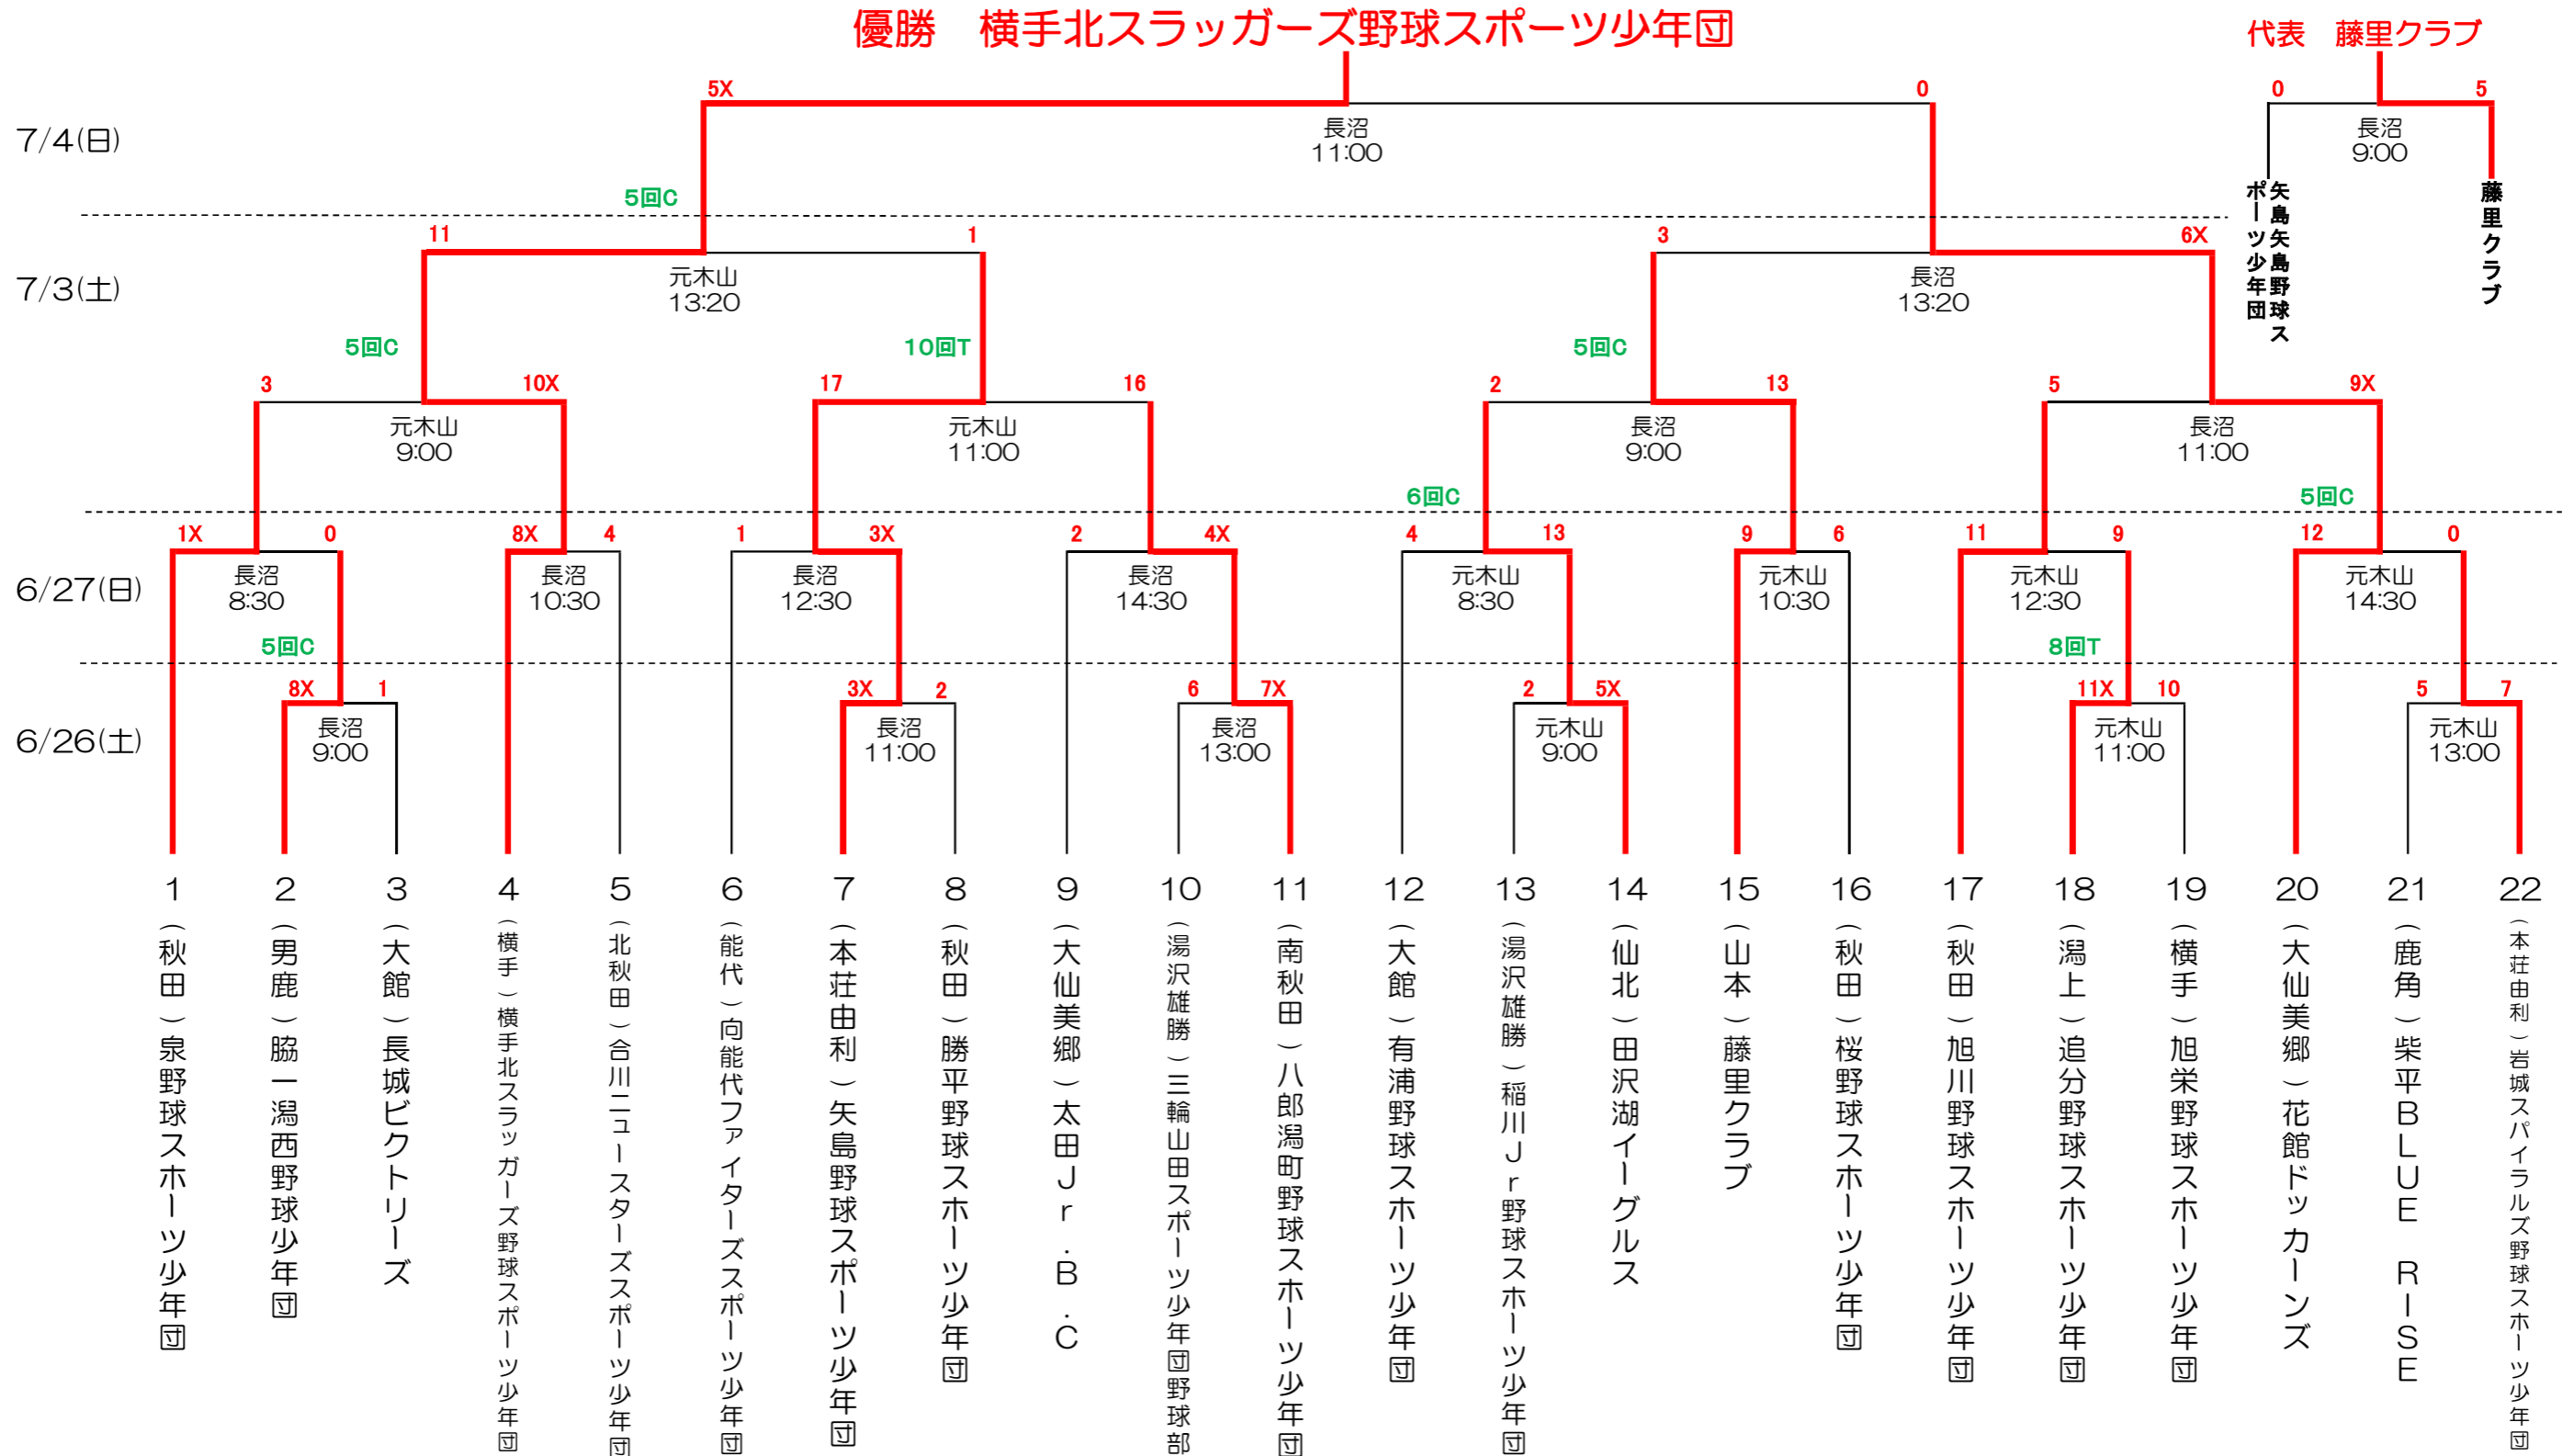 優勝　横手北スラッガーズ野球スポーツ少年団
代表　藤里クラブ
5X
0
0
5
7/4(日)
長沼
11:00
長沼
9:00
矢島矢島野球ス
ポーツ少年団
藤里クラブ
5回C
11
1
3
6X
7/3(土)
元木山
13:20
長沼
13:20
5回C
10回T
5回C
3
10X
17
16
2
13
5
9X
元木山
9:00
元木山
11:00
長沼
9:00
長沼
11:00
6回C
5回C
1X
0
8X
4
1
3X
2
4X
4
13
9
6
11
9
12
0
6/27(日)
長沼
8:30
長沼
10:30
長沼
12:30
長沼
14:30
元木山
8:30
元木山
10:30
元木山
12:30
元木山
14:30
5回C
8回T
8X
1
3X
2
6
7X
2
5X
11X
10
5
7
6/26(土)
長沼
9:00
長沼
11:00
長沼
13:00
元木山
9:00
元木山
11:00
元木山
13:00
1
(秋田)泉野球スホーツ少年団
2
(男鹿)脇一潟西野球少年団
3
(大館)長城ビクトリーズ
4
(横手)横手北スラッガーズ野球スポーツ少年団
5
(北秋田)合川ニュースターズスポーツ少年団
6
(能代)向能代ファイターズスポーツ少年団
7
(本荘由利)矢島野球スポーツ少年団
8
(秋田)勝平野球スホーツ少年団
9
(大仙美郷)太田Jr.B.C
10
(湯沢雄勝)三輪山田スポーツ少年団野球部
11
(南秋田)八郎潟町野球スホーツ少年団
12
(大館)有浦野球スホーツ少年団
13
(湯沢雄勝)稲川Jr野球スホーツ少年団
14
(仙北)田沢湖イーグルス
15
(山本)藤里クラブ
16
(秋田)桜野球スホーツ少年団
17
(秋田)旭川野球スホーツ少年団
18
(潟上)追分野球スホーツ少年団
19
(横手)旭栄野球スホーツ少年団
20
(大仙美郷)花館ドッカーンズ
21
(鹿角)柴平BLUE　RISE
22
(本荘由利)岩城スパイラルズ野球スホーツ少年団